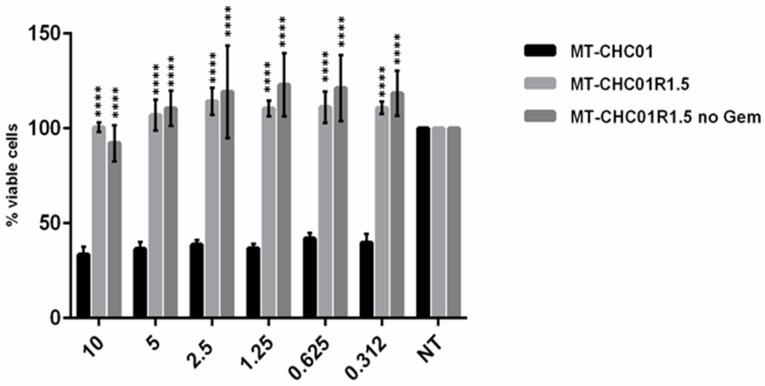 150
100
50
0
% viable cells
**** **** **** **** **** **** **** **** **** **** **** ****
10 5 2.5 1.25 0.625 0.312 NT
MT-CHC01
MT-CHC01R1.5
MT-CHC01R1.5 no Gem